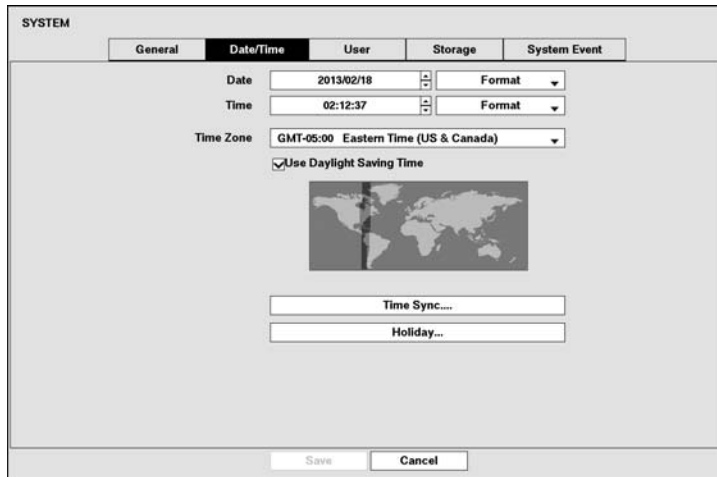 SYSTEM
General Date/Time User Storage System Event
Date 2013/02/18 Format
Time 02:12:37 Format
Time Zone GMT-05:00 Eastern Time (US & Canada)
Use Daylight Saving Time
Time Sync....
Holiday...
Save Cancel